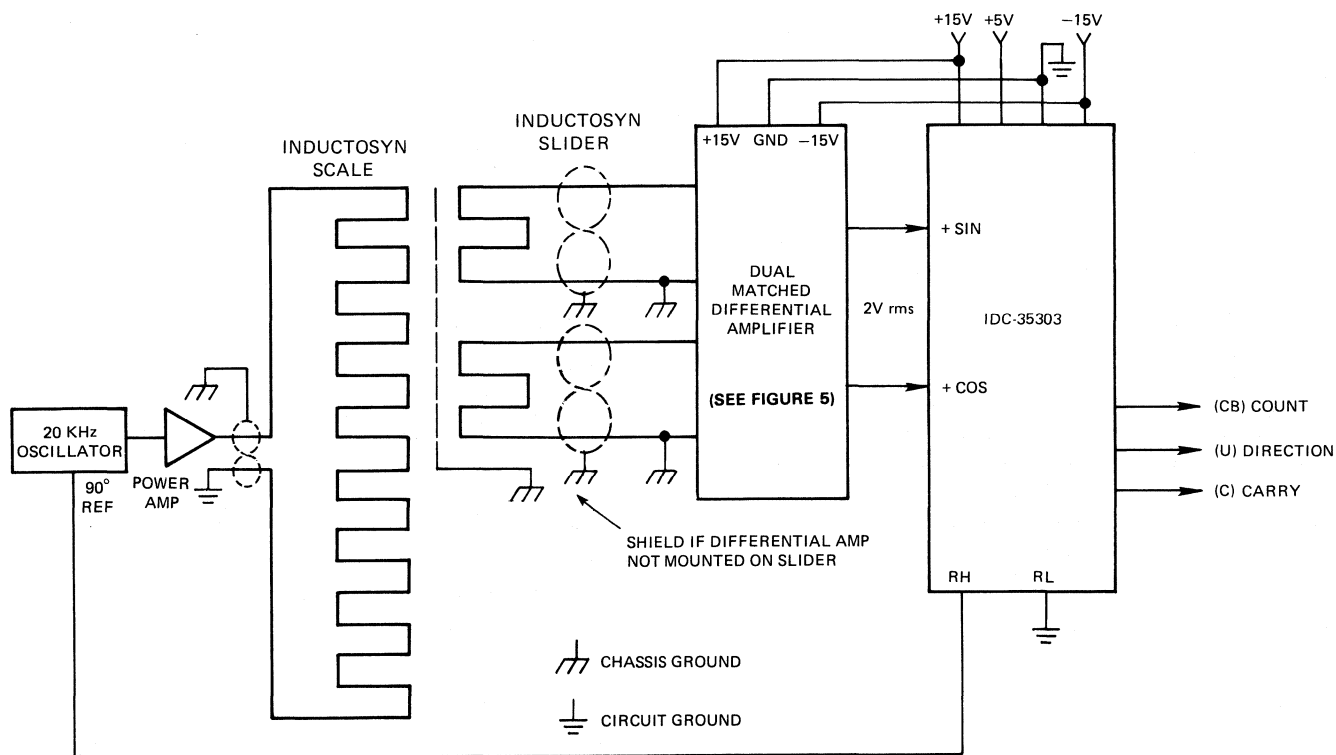 +15V
+5V
−15V
INDUCTOSYN
SLIDER
INDUCTOSYN
SCALE
+15V GND −15V
+ SIN
DUAL
MATCHED
DIFFERENTIAL
AMPLIFIER
2V rms
IDC-35303
+ COS
(SEE FIGURE 5)
(CB) COUNT
20 KHz
OSCILLATOR
(U) DIRECTION
90°
REF
POWER
AMP
(C) CARRY
SHIELD IF DIFFERENTIAL AMP
NOT MOUNTED ON SLIDER
RH
RL
CHASSIS GROUND
CIRCUIT GROUND